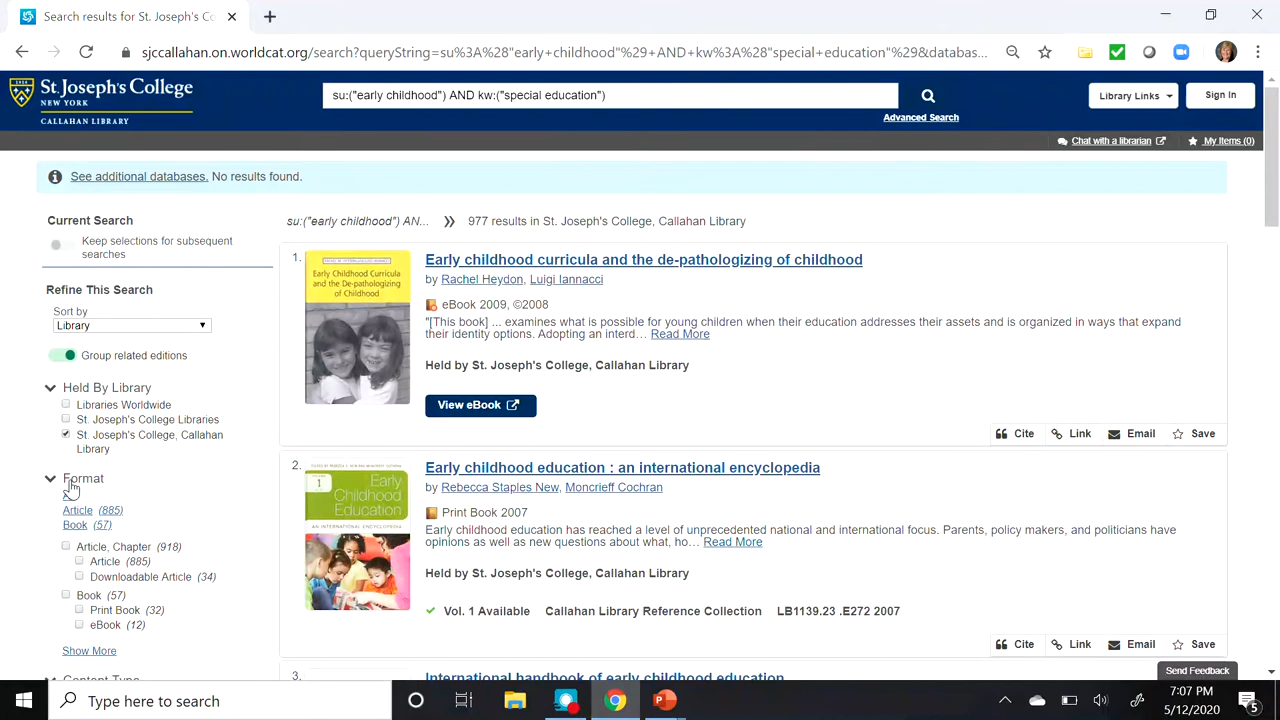 Search results for St. Joseph's Co
sjccallahan.on.worldcat.org/search?queryString=su%3A%28"early+childhood"%29+AND+kw%3A%28"special+education"%29&databas...
St. Joseph's College
NEW YORK
CALLAHAN LIBRARY
su:("early childhood") AND kw:("special education")
Advanced Search
Library Links
Sign In
Chat with a librarian
My Items (0)
See additional databases. No results found.
Current Search
Keep selections for subsequent
searches
su:("early childhood") AN... 977 results in St. Joseph's College, Callahan Library
Refine This Search
Sort by
Library
Group related editions
Held By Library
Libraries Worldwide
St. Joseph's College Libraries
St. Joseph's College, Callahan
Library
Format
Article (885)
Book (57)
Article, Chapter (918)
Article (885)
Downloadable Article (34)
Book (57)
Print Book (32)
eBook (12)
Show More
Content Type
1.
Early Childhood Curricula
and the De-pathologizing
of Childhood
Early childhood curricula and the de-pathologizing of childhood
by Rachel Heydon, Luigi Iannacci
eBook 2009, ©2008
"[This book] ... examines what is possible for young children when their education addresses their assets and is organized in ways that expand
their identity options. Adopting an interd... Read More
Held by St. Joseph's College, Callahan Library
View eBook
Cite Link Email Save
2.
1
Early
Childhood
Education
AN INTERNATIONAL ENCYCLOPEDIA
Early childhood education : an international encyclopedia
by Rebecca Staples New, Moncrieff Cochran
Print Book 2007
Early childhood education has reached a level of unprecedented national and international focus. Parents, policy makers, and politicians have
opinions as well as new questions about what, ho... Read More
Held by St. Joseph's College, Callahan Library
Vol. 1 Available Callahan Library Reference Collection LB1139.23 .E272 2007
Cite Link Email Save
3.
International handbook of early childhood education
Send Feedback
Type here to search
7:07 PM
5/12/2020
5